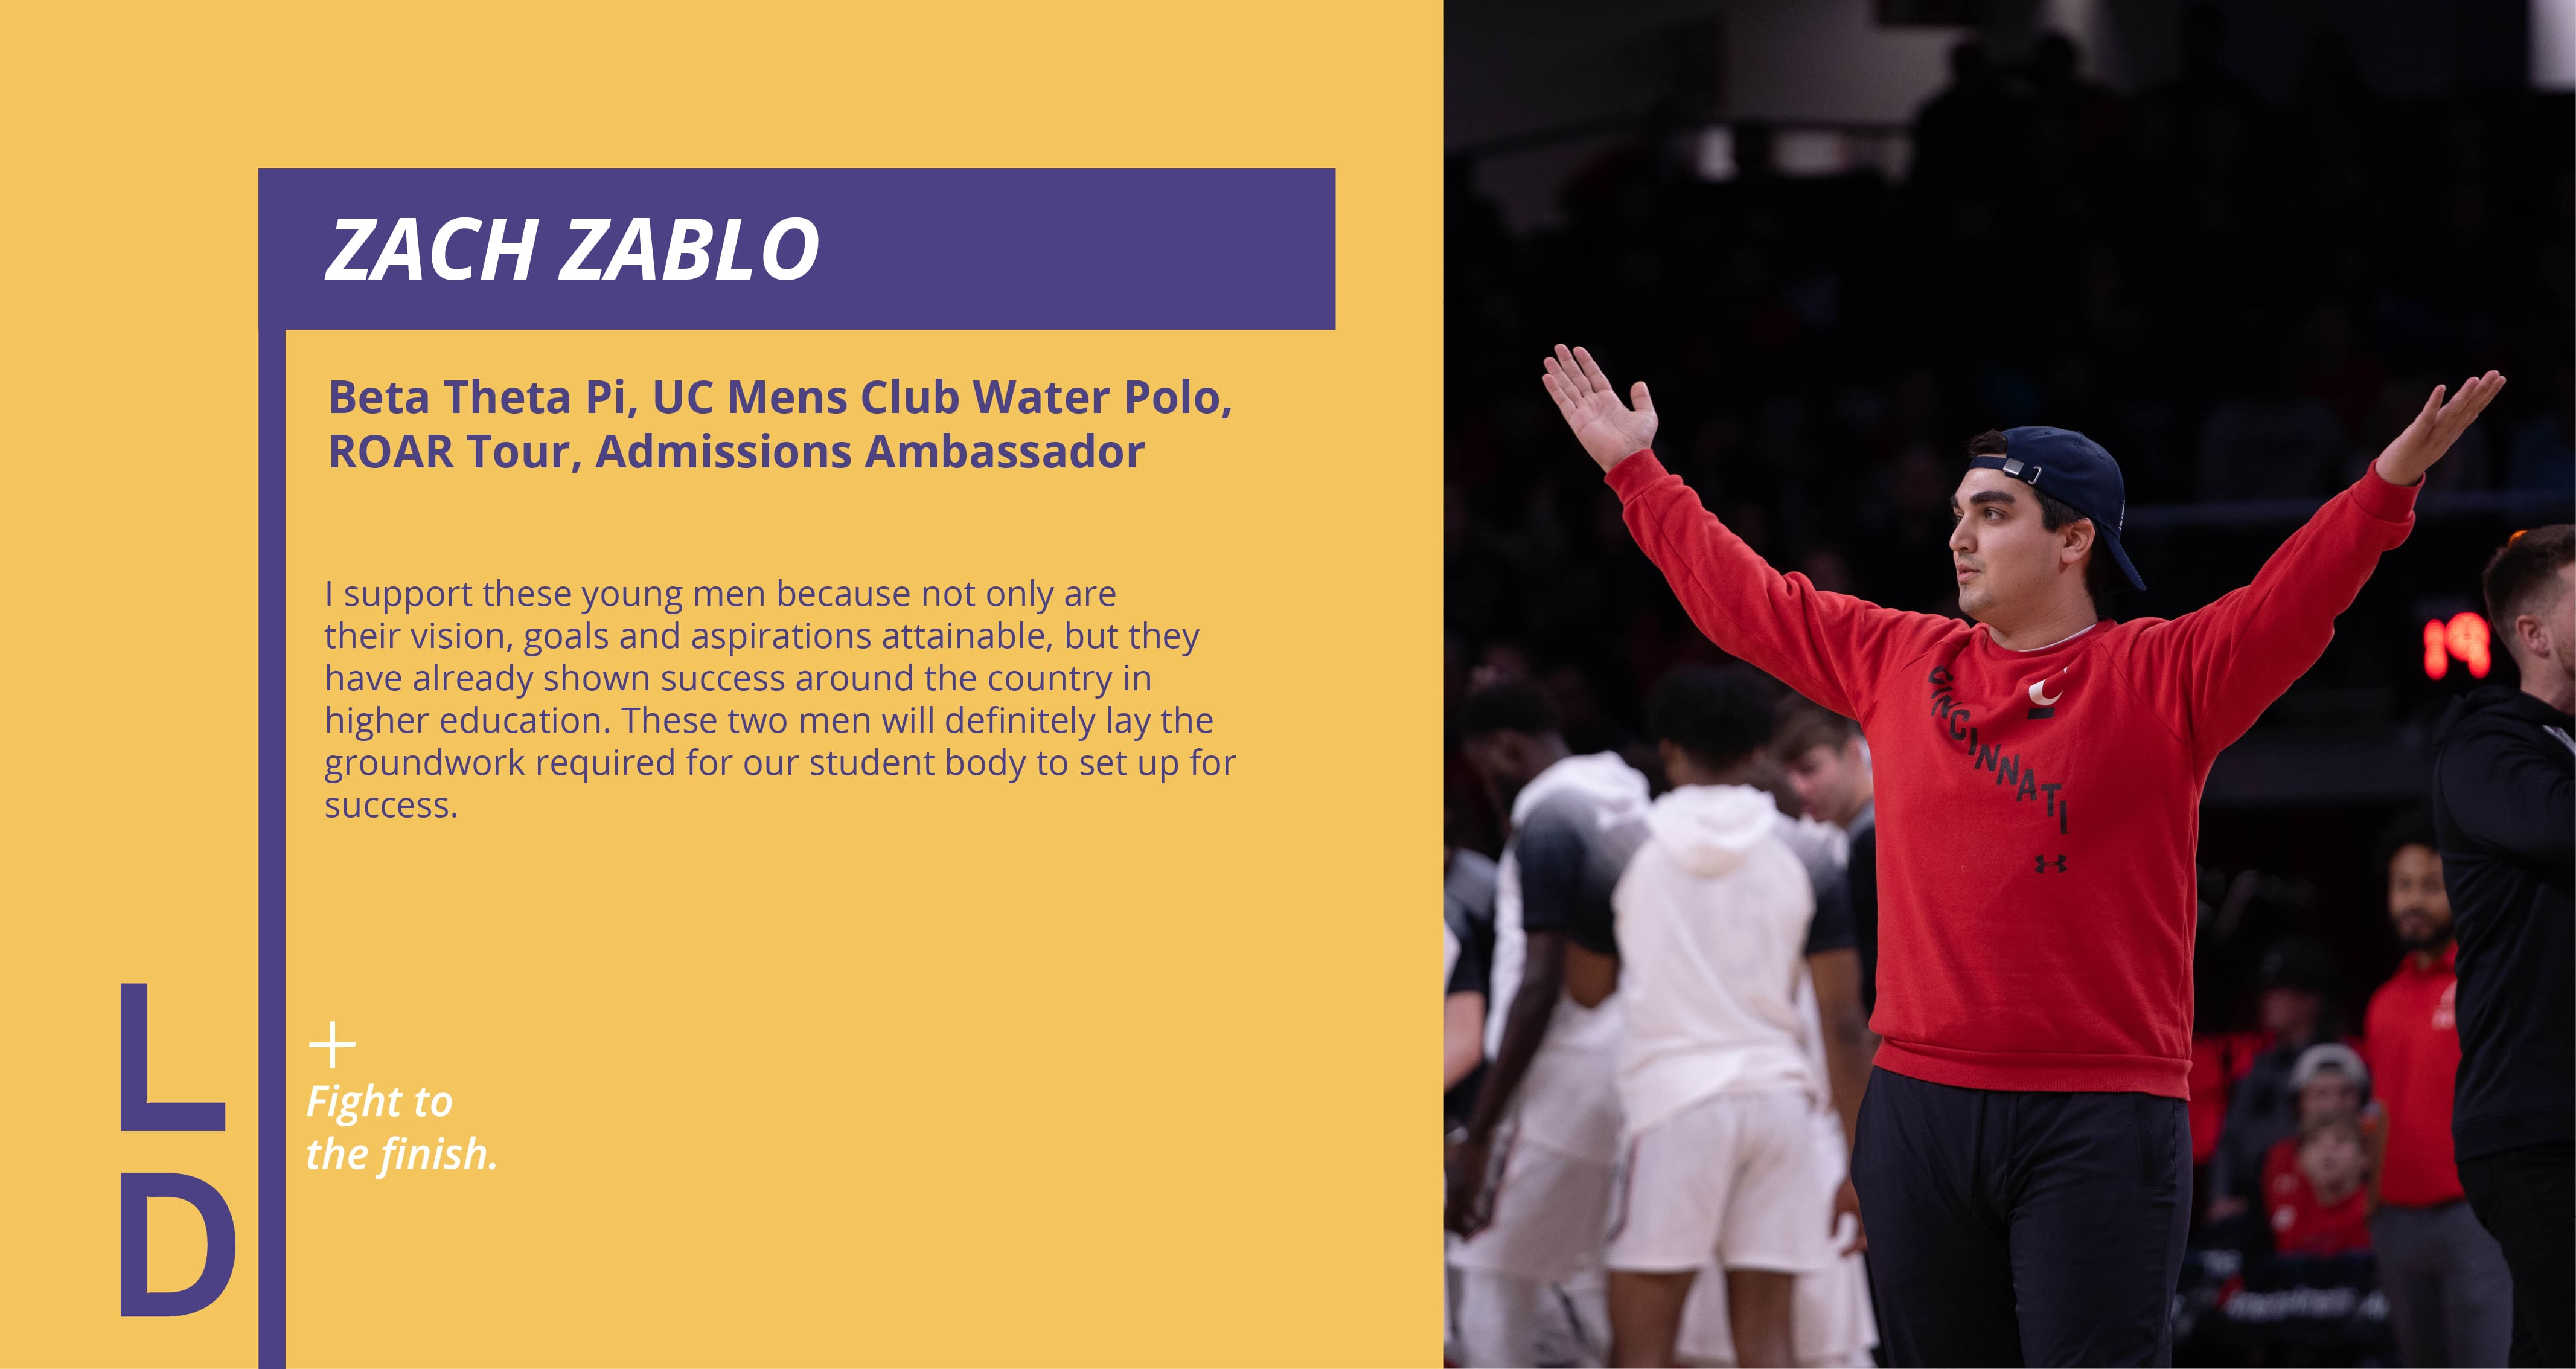 ZACH ZABLO
Beta Theta Pi, UC Mens Club Water Polo,
ROAR Tour, Admissions Ambassador
I support these young men because not only are
their vision, goals and aspirations attainable, but they
have already shown success around the country in
higher education. These two men will definitely lay the
groundwork required for our student body to set up for
success.
L
D
+
Fight to
the finish.
C
CINCINNATI
19